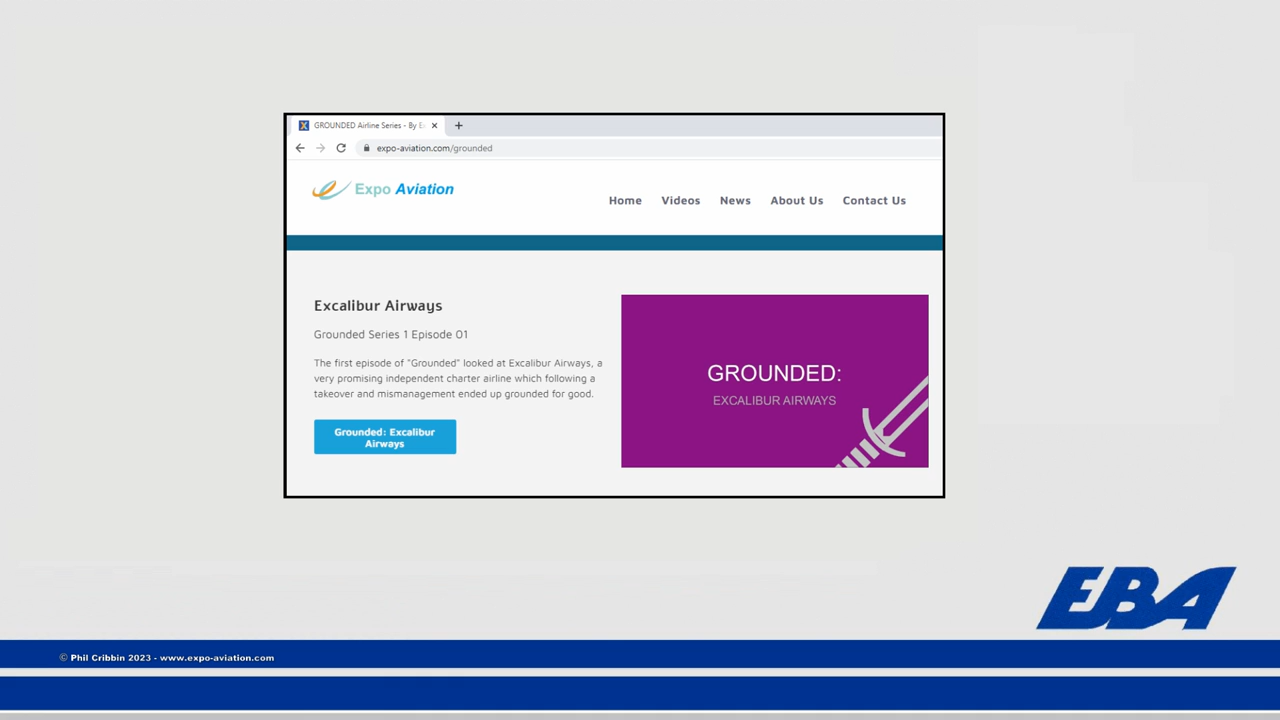 GROUNDED Airline Series - By E
expo-aviation.com/grounded
Expo Aviation
Home Videos News About Us Contact Us
Excalibur Airways
Grounded Series 1 Episode 01
The first episode of "Grounded" looked at Excalibur Airways, a
very promising independent charter airline which following a
takeover and mismanagement ended up grounded for good.
Grounded: Excalibur
Airways
GROUNDED:
EXCALIBUR AIRWAYS
EBA
© Phil Cribbin 2023 - www.expo-aviation.com